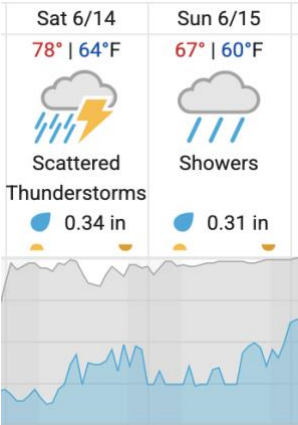 Sat 6/14
78° | 64°F
Scattered
Thunderstorms
0.34 in
Sun 6/15
67° | 60°F
Showers
0.31 in